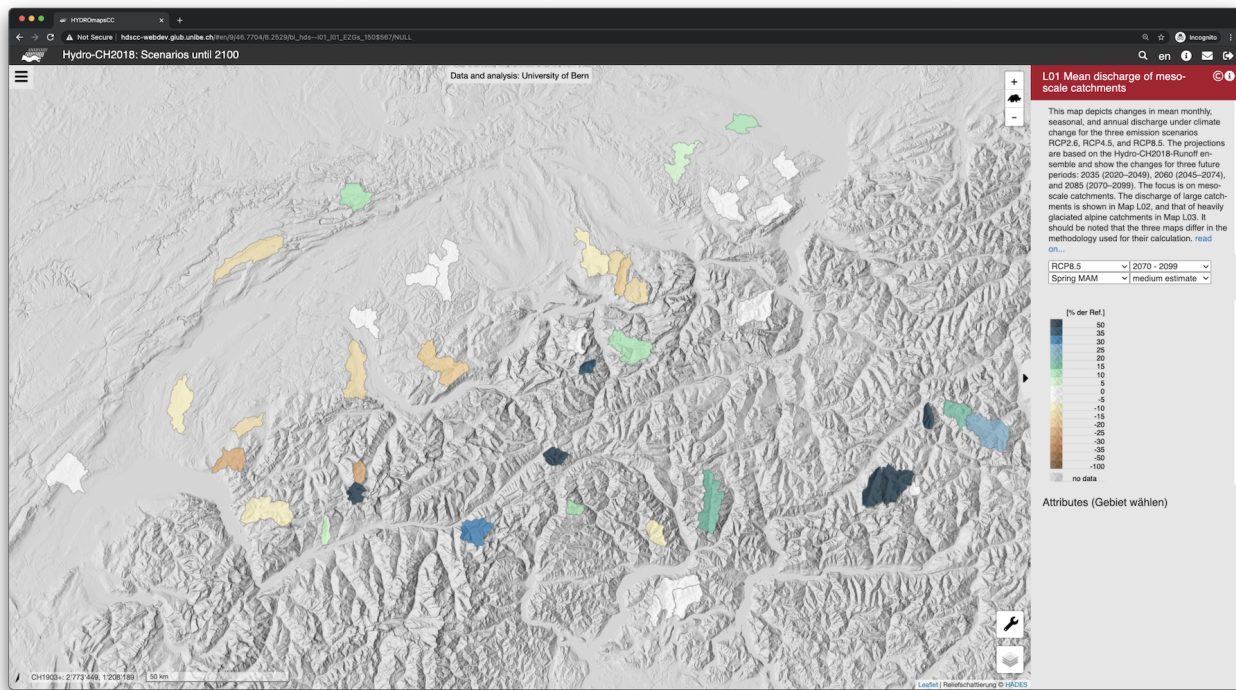 HYDROmapsCC
Not Secure | hdscc-webdev.giub.unibe.ch/#en/9/46.7704/8.2529/bl_hds--l01_l01_EZGs_150$567/NULL
Incognito
Hydro-CH2018: Scenarios until 2100
en
Data and analysis: University of Bern
+
-
L01 Mean discharge of meso-
scale catchments
This map depicts changes in mean monthly,
seasonal, and annual discharge under climate
change for the three emission scenarios
RCP2.6, RCP4.5, and RCP8.5. The projections
are based on the Hydro-CH2018-Runoff en-
semble and show the changes for three future
periods: 2035 (2020–2049), 2060 (2045–2074),
and 2085 (2070–2099). The focus is on meso-
scale catchments. The discharge of large catch-
ments is shown in Map L02, and that of heavily
glaciated alpine catchments in Map L03. It
should be noted that the three maps differ in the
methodology used for their calculation. read
on...
RCP8.5 2070 - 2099
Spring MAM medium estimate
[% der Ref.]
50
35
30
25
20
15
10
5
0
-5
-10
-15
-20
-25
-30
-35
-50
-100
no data
Attributes (Gebiet wählen)
CH1903+: 2'773'449, 1'208'189
50 km
Leaflet | Reliefschattierung © HADES